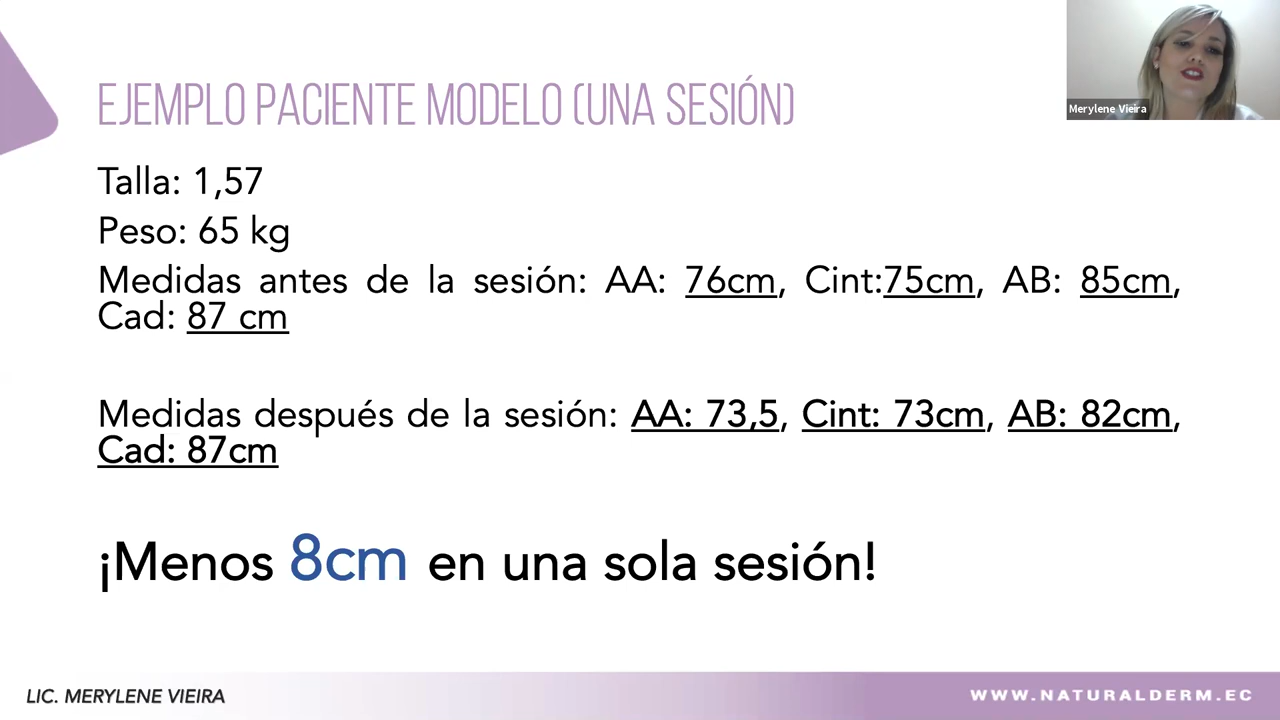 Merylene Vieira
EJEMPLO PACIENTE MODELO (UNA SESIÓN)
Talla: 1,57
Peso: 65 kg
Medidas antes de la sesión: AA: 76cm, Cint:75cm, AB: 85cm,
Cad: 87 cm
Medidas después de la sesión: AA: 73,5, Cint: 73cm, AB: 82cm,
Cad: 87cm
¡Menos 8cm en una sola sesión!
LIC. MERYLENE VIEIRA
WWW.NATURALDERM.EC